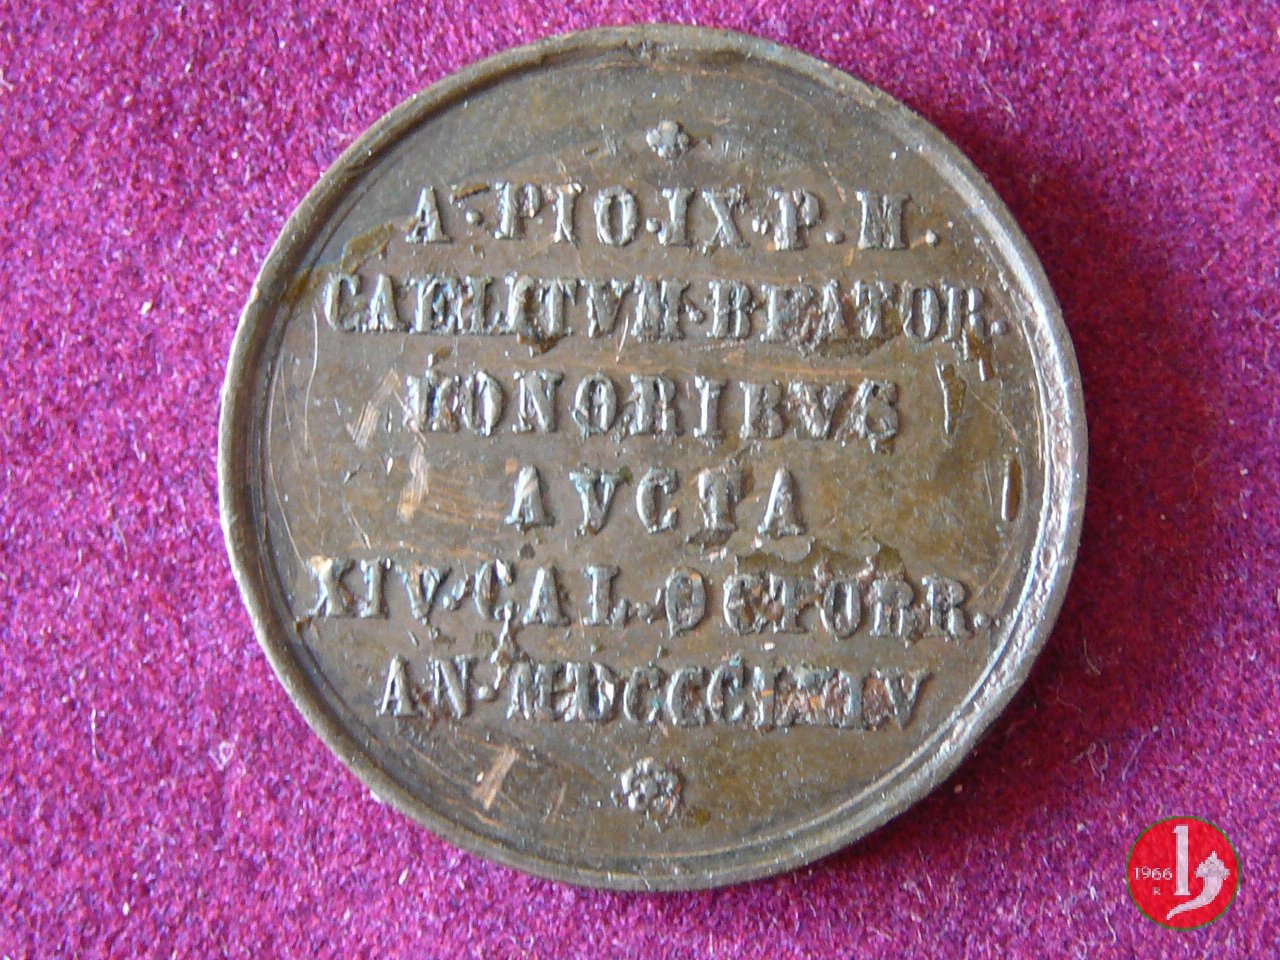 A·PIO·IX·P.M.
CAELITVM·BEATOR.
HONORIBVS
AVCTA
XIV·CAL·OCTOBR.
AN·MDCCCLXIV
1966
R